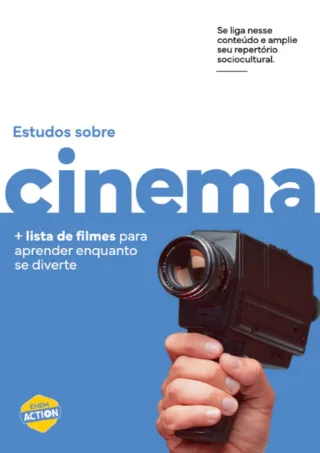 Se liga nesse
conteúdo e amplie
seu repertório
sociocultural.
Estudos sobre
cinema
+ lista de filmes para
aprender enquanto
se diverte
ENEM
ACTION